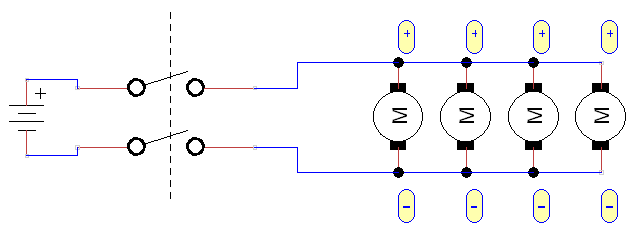 + + + +
+
M M M M
- - - -